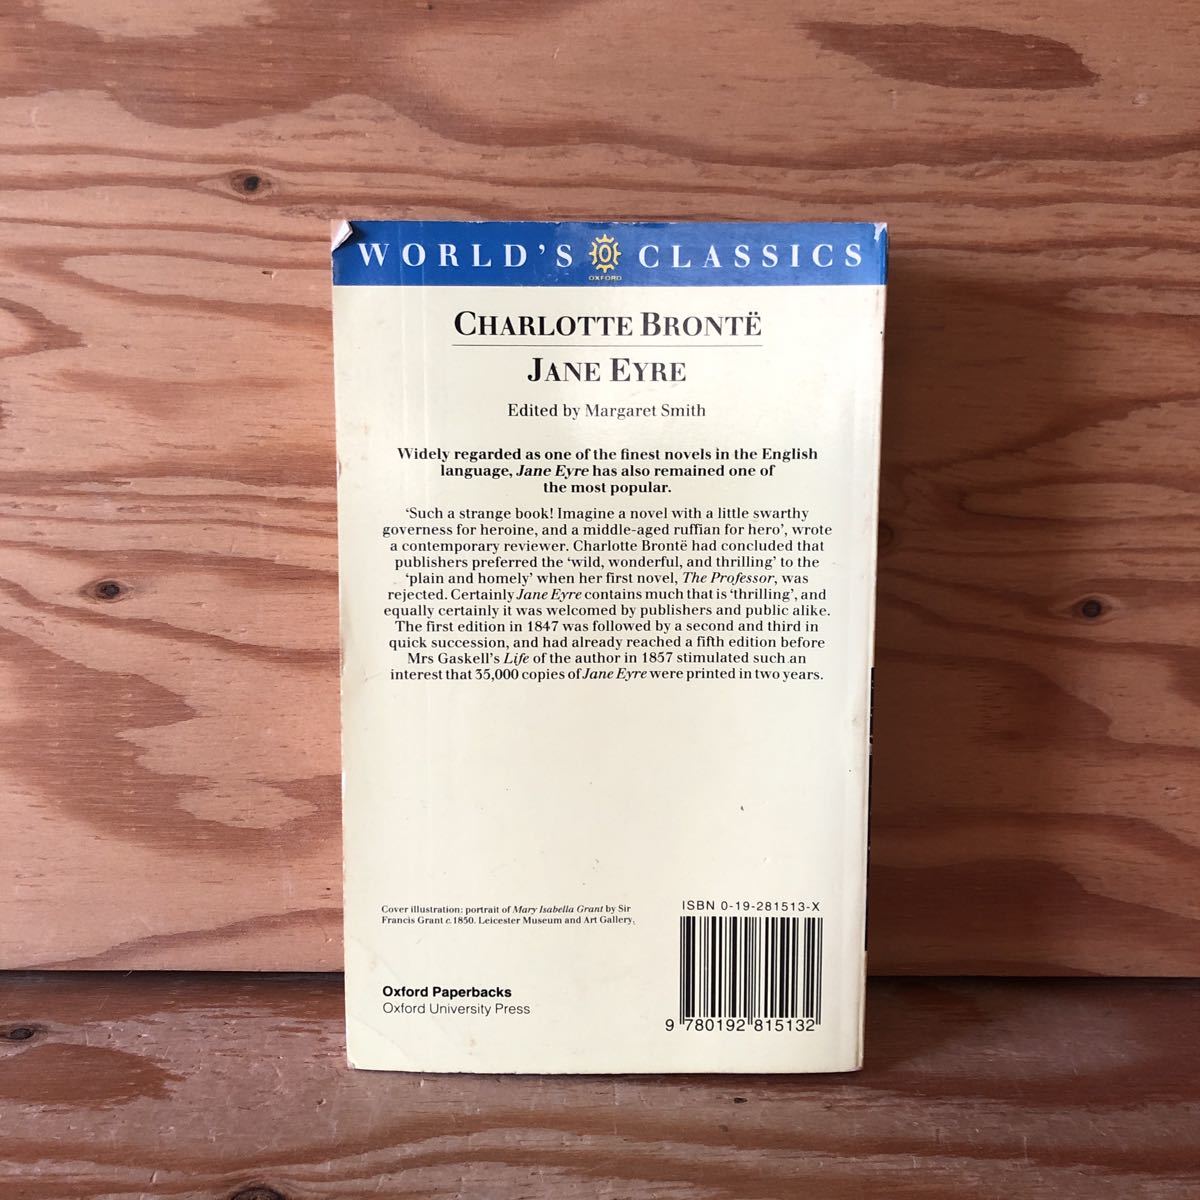 WORLD'S O CLASSICS
OXFORD
CHARLOTTE BRONTË
JANE EYRE
Edited by Margaret Smith
Widely regarded as one of the finest novels in the English
language, Jane Eyre has also remained one of
the most popular.
'Such a strange book! Imagine a novel with a little swarthy
governess for heroine, and a middle-aged ruffian for hero', wrote
a contemporary reviewer. Charlotte Brontë had concluded that
publishers preferred the 'wild, wonderful, and thrilling' to the
'plain and homely' when her first novel, The Professor, was
rejected. Certainly Jane Eyre contains much that is 'thrilling', and
equally certainly it was welcomed by publishers and public alike.
The first edition in 1847 was followed by a second and third in
quick succession, and had already reached a fifth edition before
Mrs Gaskell's Life of the author in 1857 stimulated such an
interest that 35,000 copies of Jane Eyre were printed in two years.
Cover illustration: portrait of Mary Isabella Grant by Sir
Francis Grant c. 1850. Leicester Museum and Art Gallery.
Oxford Paperbacks
Oxford University Press
ISBN 0-19-281513-X
9 780192 815132